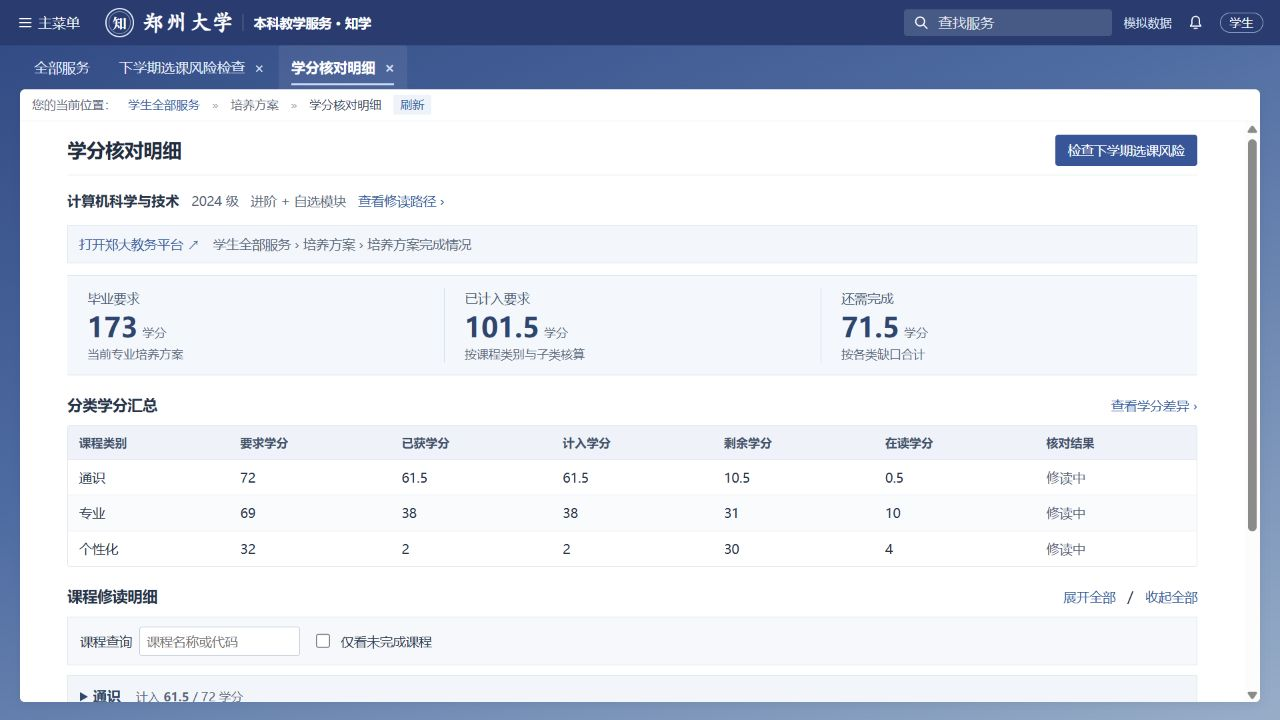 主菜单 知 郑州大学 本科教学服务·知学 查找服务 模拟数据 学生
全部服务 下学期选课风险检查 × 学分核对明细 ×
您的当前位置： 学生全部服务 » 培养方案 » 学分核对明细 刷新
学分核对明细 检查下学期选课风险
计算机科学与技术 2024 级 进阶 + 自选模块 查看修读路径 ›
打开郑大教务平台 ↗ 学生全部服务 › 培养方案 › 培养方案完成情况
毕业要求 已计入要求 还需完成
173 学分 101.5 学分 71.5 学分
当前专业培养方案 按课程类别与子类核算 按各类缺口合计
分类学分汇总 查看学分差异 ›
课程类别 要求学分 已获学分 计入学分 剩余学分 在读学分 核对结果
通识 72 61.5 61.5 10.5 0.5 修读中
专业 69 38 38 31 10 修读中
个性化 32 2 2 30 4 修读中
课程修读明细 展开全部 / 收起全部
课程查询 课程名称或代码 仅看未完成课程
通识 计入 61.5 / 72 学分